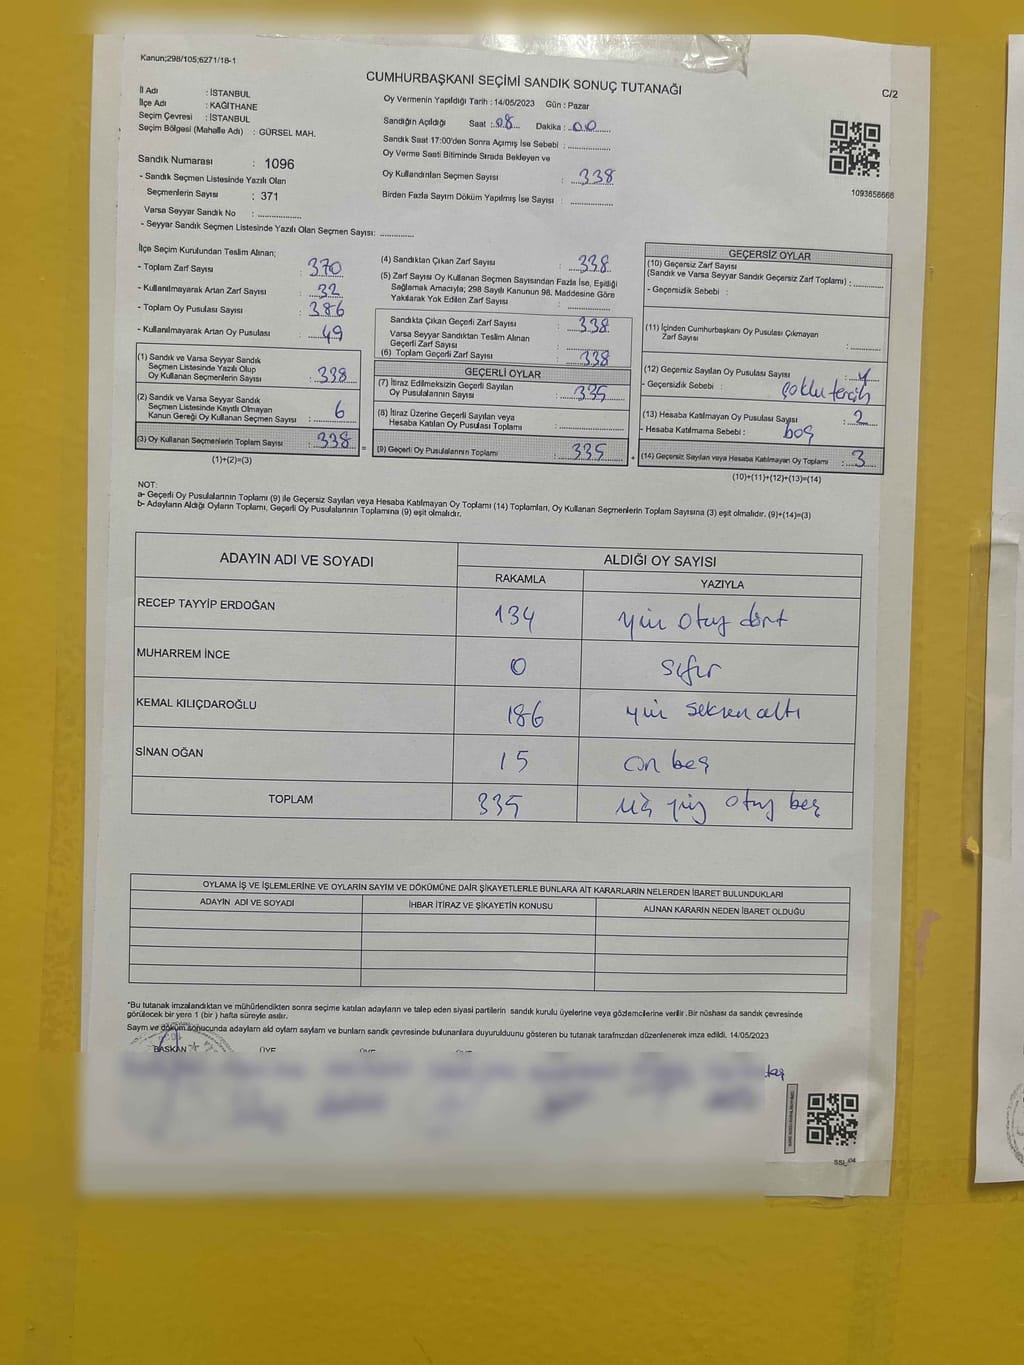 Kanun;298/105;6271/18-1
CUMHURBAŞKANI SEÇİMİ SANDIK SONUÇ TUTANAĞI
C/2
İl Adı : İSTANBUL
İlçe Adı : KAĞITHANE
Seçim Çevresi : İSTANBUL
Seçim Bölgesi (Mahalle Adı) : GÜRSEL MAH.
Oy Vermenin Yapıldığı Tarih : 14/05/2023 Gün : Pazar
Sandığın Açıldığı Saat : 08 Dakika : 00
Sandık Saat 17:00'den Sonra Açımış İse Sebebi : ..............
Oy Verme Saati Bitiminde Sırada Bekleyen ve
Oy Kullandırılan Seçmen Sayısı : 338
Birden Fazla Sayım Döküm Yapılmış İse Sayısı : ..............
1093656666
Sandık Numarası : 1096
- Sandık Seçmen Listesinde Yazılı Olan
Seçmenlerin Sayısı : 371
Varsa Seyyar Sandık No : ..............
- Seyyar Sandık Seçmen Listesinde Yazılı Olan Seçmen Sayısı: ..............
İlçe Seçim Kurulundan Teslim Alınan;
- Toplam Zarf Sayısı : 370
- Kullanılmayarak Artan Zarf Sayısı : 32
- Toplam Oy Pusulası Sayısı : 386
- Kullanılmayarak Artan Oy Pusulası : 49
(1) Sandık ve Varsa Seyyar Sandık
Seçmen Listesinde Yazılı Olup
Oy Kullanan Seçmenlerin Sayısı : 338
(2) Sandık ve Varsa Seyyar Sandık
Seçmen Listesinde Kayıtlı Olmayan
Kanun Gereği Oy Kullanan Seçmen Sayısı : 6
(3) Oy Kullanan Seçmenlerin Toplam Sayısı : 338 =
(1)+(2)=(3)
(4) Sandıktan Çıkan Zarf Sayısı : 338
(5) Zarf Sayısı Oy Kullanan Seçmen Sayısından Fazla İse, Eşitliği
Sağlamak Amacıyla; 298 Sayılı Kanunun 98. Maddesine Göre
Yakılarak Yok Edilen Zarf Sayısı : ..............
Sandıkta Çıkan Geçerli Zarf Sayısı : 338
Varsa Seyyar Sandıktan Teslim Alınan
Geçerli Zarf Sayısı : ..............
(6) Toplam Geçerli Zarf Sayısı : 338
GEÇERLİ OYLAR
(7) İtiraz Edilmeksizin Geçerli Sayılan
Oy Pusulalarının Sayısı : 335
(8) İtiraz Üzerine Geçerli Sayılan veya
Hesaba Katılan Oy Pusulası Toplamı : ..............
(9) Geçerli Oy Pusulalarının Toplamı : 335 +
GEÇERSİZ OYLAR
(10) Geçersiz Zarf Sayısı
(Sandık ve Varsa Seyyar Sandık Geçersiz Zarf Toplamı) : ..............
- Geçersizlik Sebebi :
(11) İçinden Cumhurbaşkanı Oy Pusulası Çıkmayan
Zarf Sayısı : ..............
(12) Geçersiz Sayılan Oy Pusulası Sayısı : 1
- Geçersizlik Sebebi : çoklu tercih
(13) Hesaba Katılmayan Oy Pusulası Sayısı : 2
- Hesaba Katılmama Sebebi : boş
(14) Geçersiz Sayılan veya Hesaba Katılmayan Oy Toplamı : 3
(10)+(11)+(12)+(13)=(14)
NOT:
a- Geçerli Oy Pusulalarının Toplamı (9) ile Geçersiz Sayılan veya Hesaba Katılmayan Oy Toplamı (14) Toplamları, Oy Kullanan Seçmenlerin Toplam Sayısına (3) eşit olmalıdır. (9)+(14)=(3)
b- Adayların Aldığı Oyların Toplamı, Geçerli Oy Pusulalarının Toplamına (9) eşit olmalıdır.
ADAYIN ADI VE SOYADI ALDIĞI OY SAYISI
RAKAMLA YAZIYLA
RECEP TAYYİP ERDOĞAN 134 yüz otuz dört
MUHARREM İNCE 0 sıfır
KEMAL KILIÇDAROĞLU 186 yüz seksen altı
SİNAN OĞAN 15 on beş
TOPLAM 335 üç yüz otuz beş
OYLAMA İŞ VE İŞLEMLERİNE VE OYLARIN SAYIM VE DÖKÜMÜNE DAİR ŞİKAYETLERLE BUNLARA AİT KARARLARIN NELERDEN İBARET BULUNDUKLARI
ADAYIN ADI VE SOYADI İHBAR İTİRAZ VE ŞİKAYETİN KONUSU ALINAN KARARIN NEDEN İBARET OLDUĞU
*Bu tutanak imzalandıktan ve mühürlendikten sonra seçime katılan adayların ve talep eden siyasi partilerin sandık kurulu üyelerine veya gözlemcilerine verilir. Bir nüshası da sandık çevresinde
görülecek bir yere 1 (bir ) hafta süreyle asılır.
Sayım ve döküm sonucunda adayların aldı oyların sayların ve bunların sandk çevresinde bulunanlara duyurulduunu gösteren bu tutanak tarafımızdan düzenlenerek imza edildi. 14/05/2023
BAŞKAN ÜYE ÜYE ÜYE